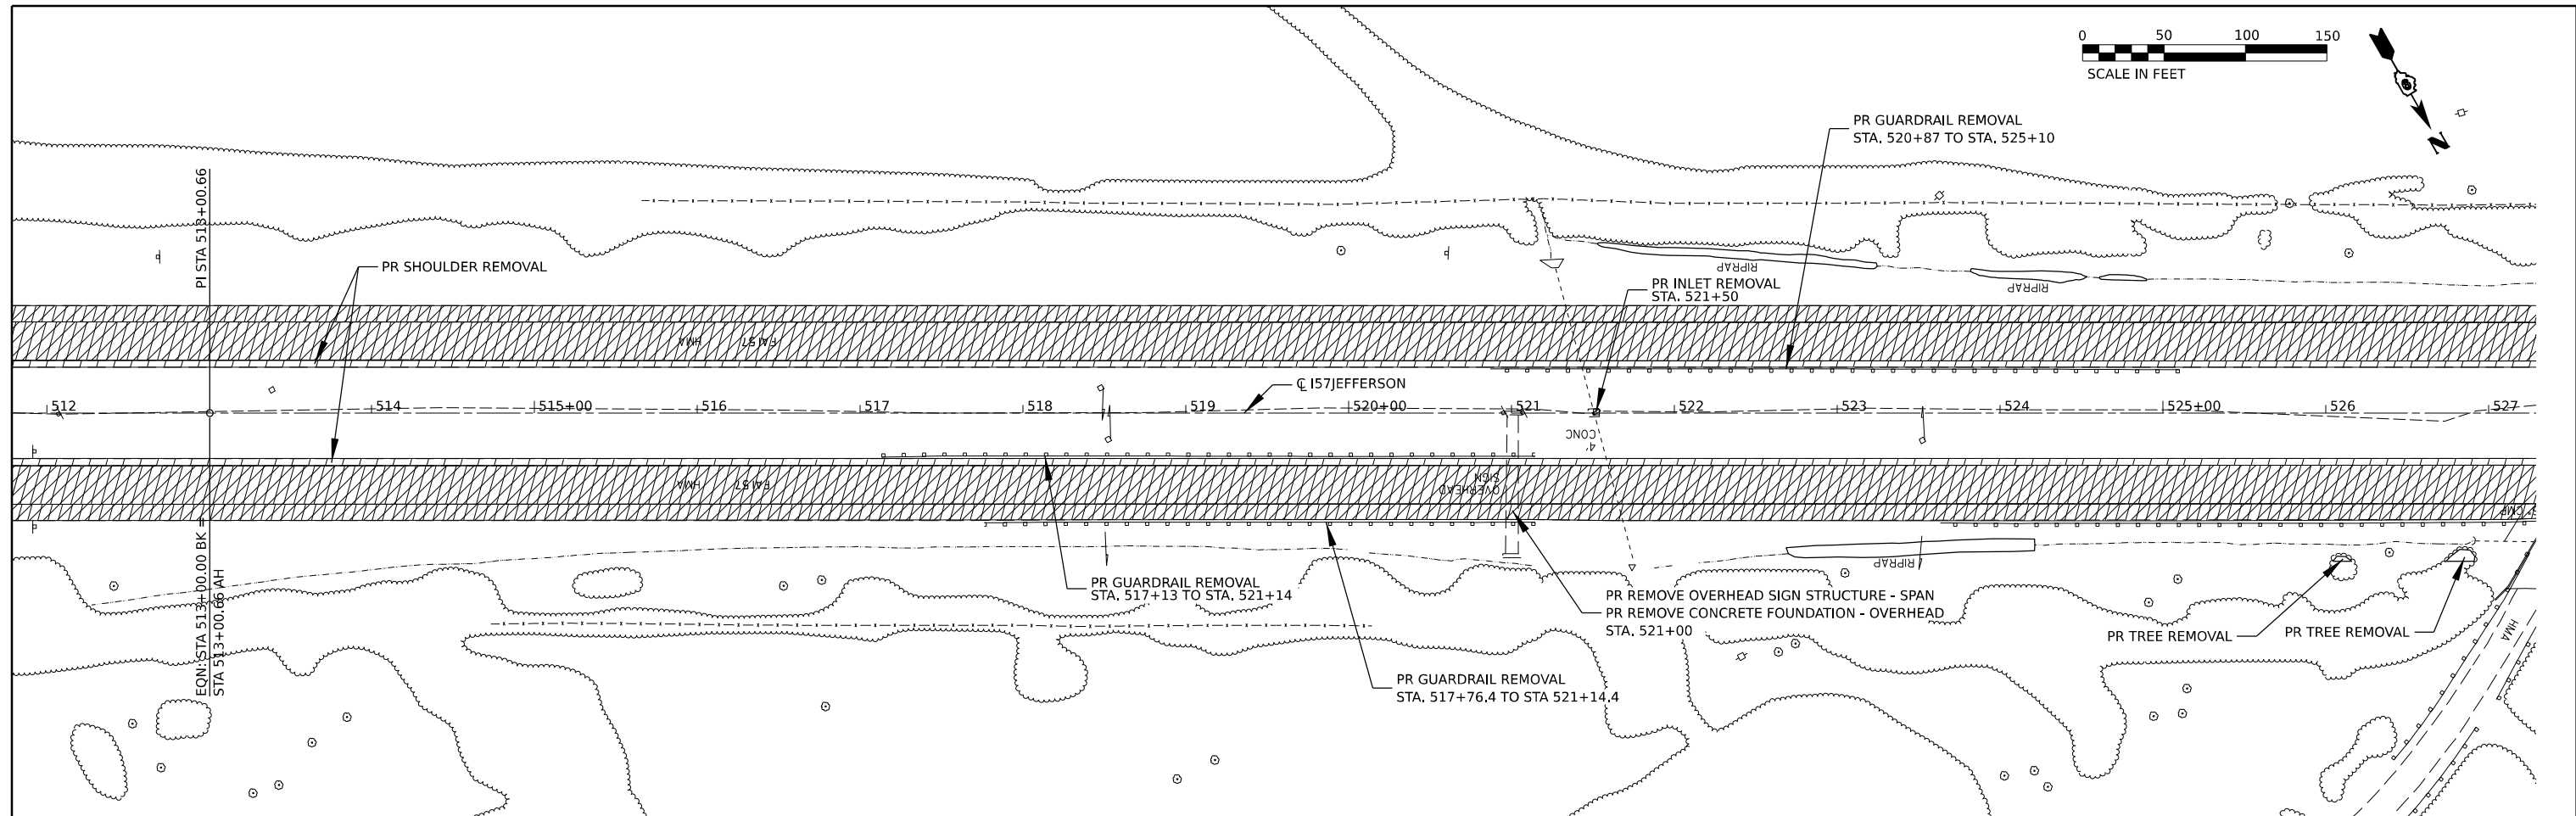 0 50 100 150
SCALE IN FEET
N
PR GUARDRAIL REMOVAL
STA. 520+87 TO STA. 525+10
PI STA 513+00.66
PR SHOULDER REMOVAL
RIPRAP
RIPRAP
PR INLET REMOVAL
STA. 521+50
HMA FAI 57
℄ I57JEFFERSON
512 514 515+00 516 517 518 519 520+00 521 522 523 524 525+00 526 527
CONC
HMA FAI 57
OVERHEAD
SIGN
CMP
EQN: STA 513+00.00 BK =
STA 513+00.66 AH
RIPRAP
PR GUARDRAIL REMOVAL
STA. 517+13 TO STA. 521+14
PR REMOVE OVERHEAD SIGN STRUCTURE - SPAN
PR REMOVE CONCRETE FOUNDATION - OVERHEAD
STA. 521+00
PR TREE REMOVAL
PR TREE REMOVAL
HMA
PR GUARDRAIL REMOVAL
STA. 517+76.4 TO STA 521+14.4